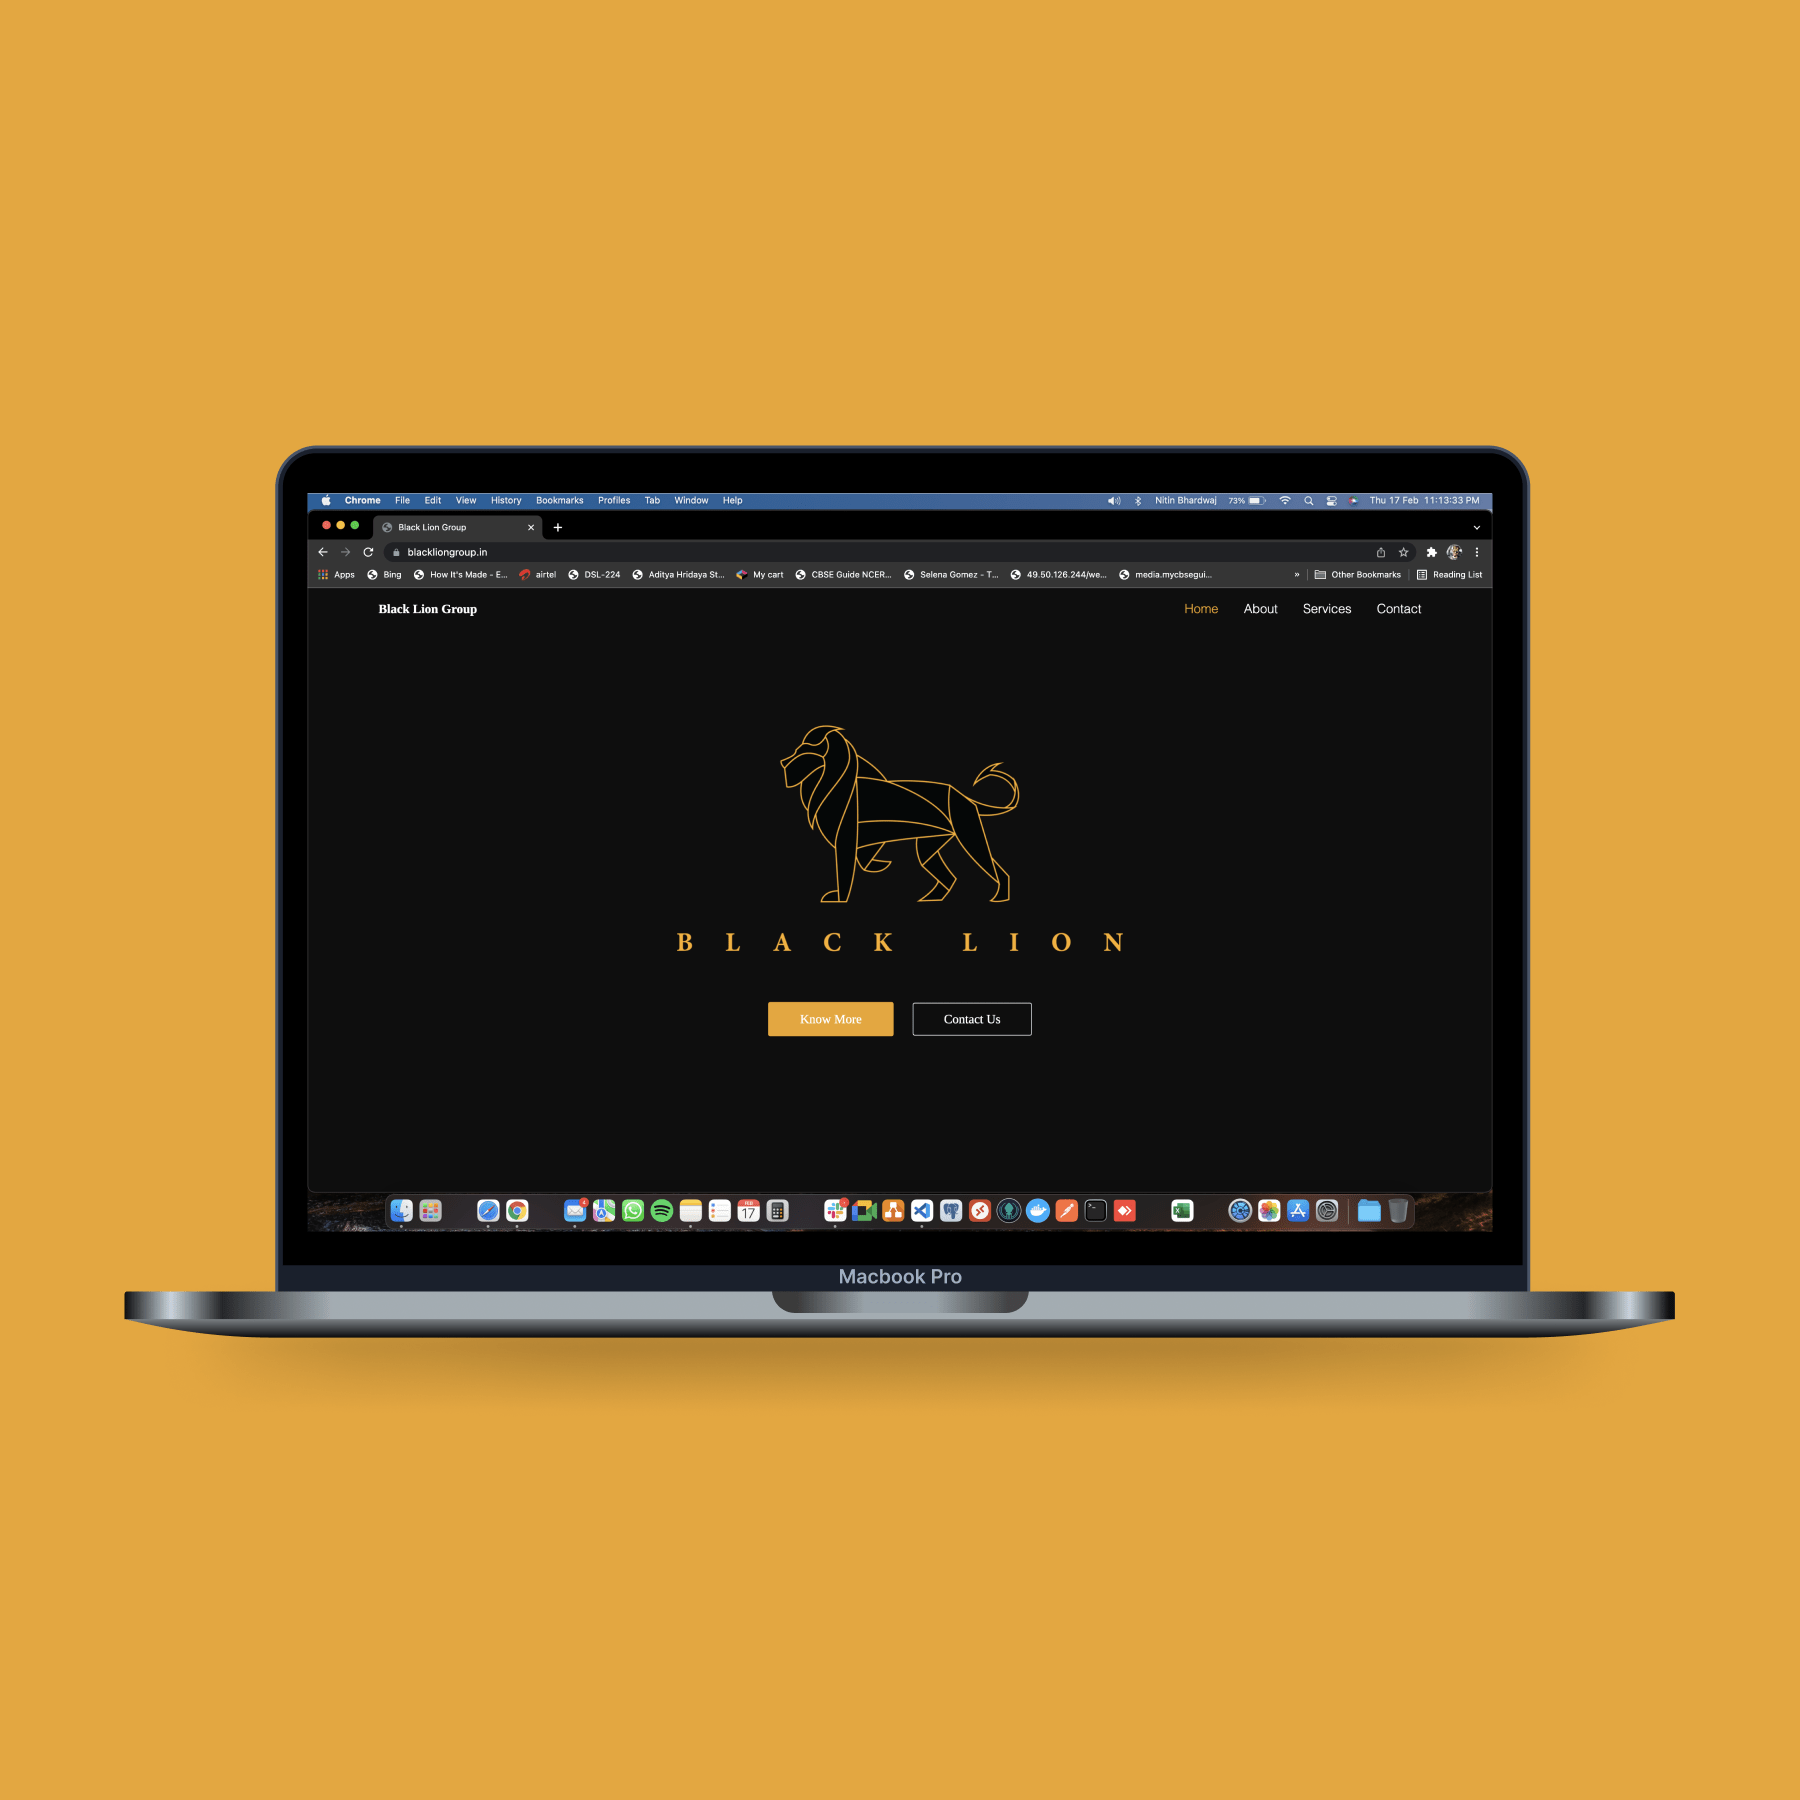 Chrome File Edit View History Bookmarks Profiles Tab Window Help Nitin Bhardwaj 73% Thu 17 Feb 11:13:33 PM
Black Lion Group
blackliongroup.in
Apps Bing How It's Made - E... airtel DSL-224 Aditya Hridaya St... My cart CBSE Guide NCER... Selena Gomez - T... 49.50.126.244/we... media.mycbsegui... » Other Bookmarks Reading List
Black Lion Group Home About Services Contact
BLACK LION
Know More Contact Us
FEB
17
Macbook Pro